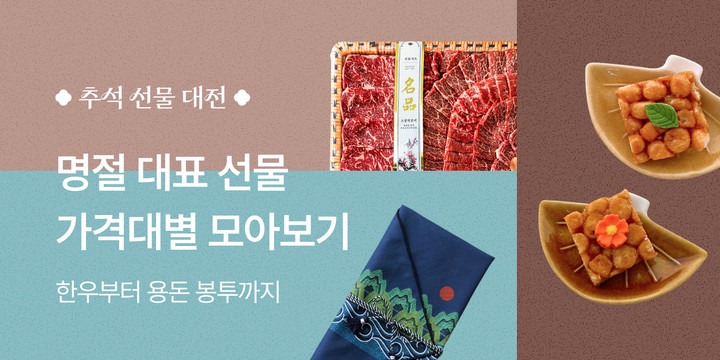 추석 선물 대전
명절 대표 선물
가격대별 모아보기
한우부터 용돈 봉투까지
名品